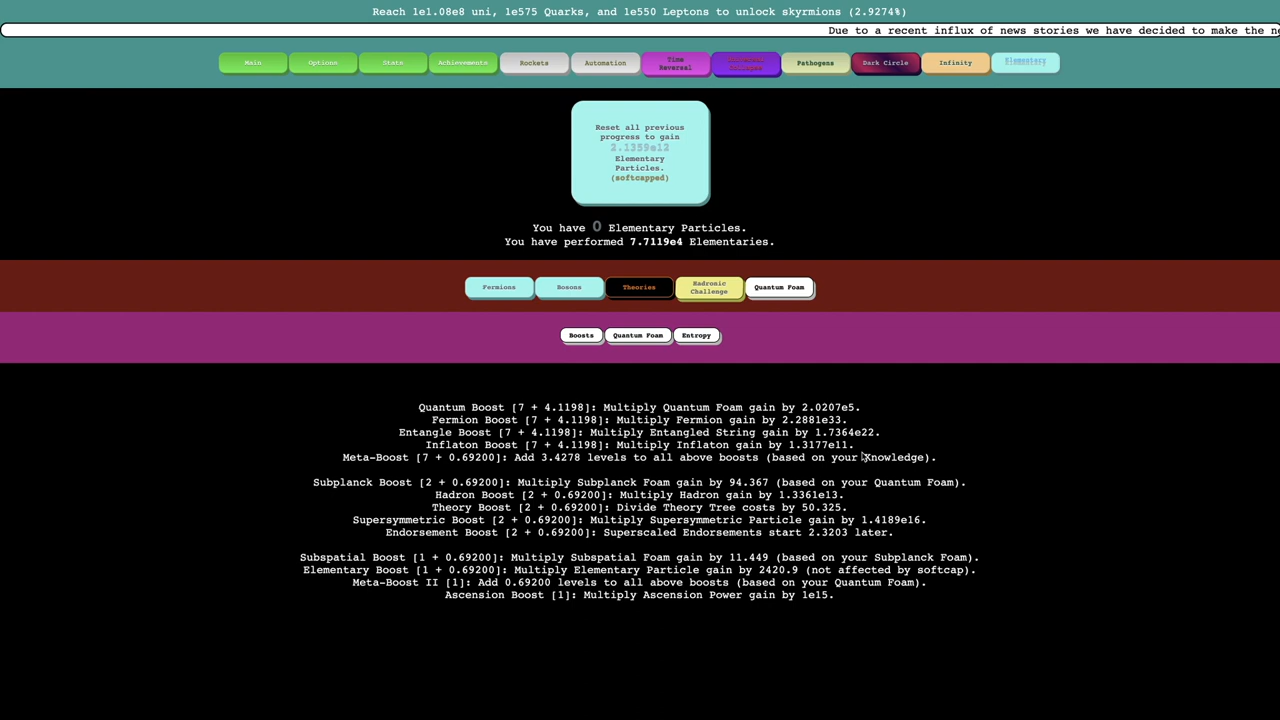 Reach 1e1.08e8 uni, 1e575 Quarks, and 1e550 Leptons to unlock skyrmions (2.9274%)
Due to a recent influx of news stories we have decided to make the ne
Main
Options
Stats
Achievements
Rockets
Automation
Time
Reversal
Pathogens
Dark Circle
Infinity
Elementary
Reset all previous
progress to gain
2.1359e12
Elementary
Particles.
(softcapped)
You have 0 Elementary Particles.
You have performed 7.7119e4 Elementaries.
Fermions
Bosons
Theories
Hadronic
Challenge
Quantum Foam
Boosts
Quantum Foam
Entropy
Quantum Boost [7 + 4.1198]: Multiply Quantum Foam gain by 2.0207e5.
Fermion Boost [7 + 4.1198]: Multiply Fermion gain by 2.2881e33.
Entangle Boost [7 + 4.1198]: Multiply Entangled String gain by 1.7364e22.
Inflaton Boost [7 + 4.1198]: Multiply Inflaton gain by 1.3177e11.
Meta-Boost [7 + 0.69200]: Add 3.4278 levels to all above boosts (based on your Knowledge).
Subplanck Boost [2 + 0.69200]: Multiply Subplanck Foam gain by 94.367 (based on your Quantum Foam).
Hadron Boost [2 + 0.69200]: Multiply Hadron gain by 1.3361e13.
Theory Boost [2 + 0.69200]: Divide Theory Tree costs by 50.325.
Supersymmetric Boost [2 + 0.69200]: Multiply Supersymmetric Particle gain by 1.4189e16.
Endorsement Boost [2 + 0.69200]: Superscaled Endorsements start 2.3203 later.
Subspatial Boost [1 + 0.69200]: Multiply Subspatial Foam gain by 11.449 (based on your Subplanck Foam).
Elementary Boost [1 + 0.69200]: Multiply Elementary Particle gain by 2420.9 (not affected by softcap).
Meta-Boost II [1]: Add 0.69200 levels to all above boosts (based on your Quantum Foam).
Ascension Boost [1]: Multiply Ascension Power gain by 1e15.